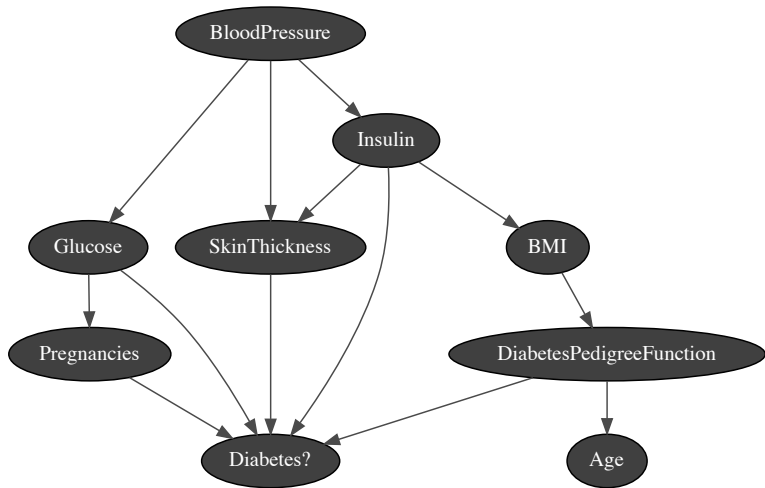 BloodPressure
Insulin
Glucose
SkinThickness
BMI
Pregnancies
DiabetesPedigreeFunction
Diabetes?
Age